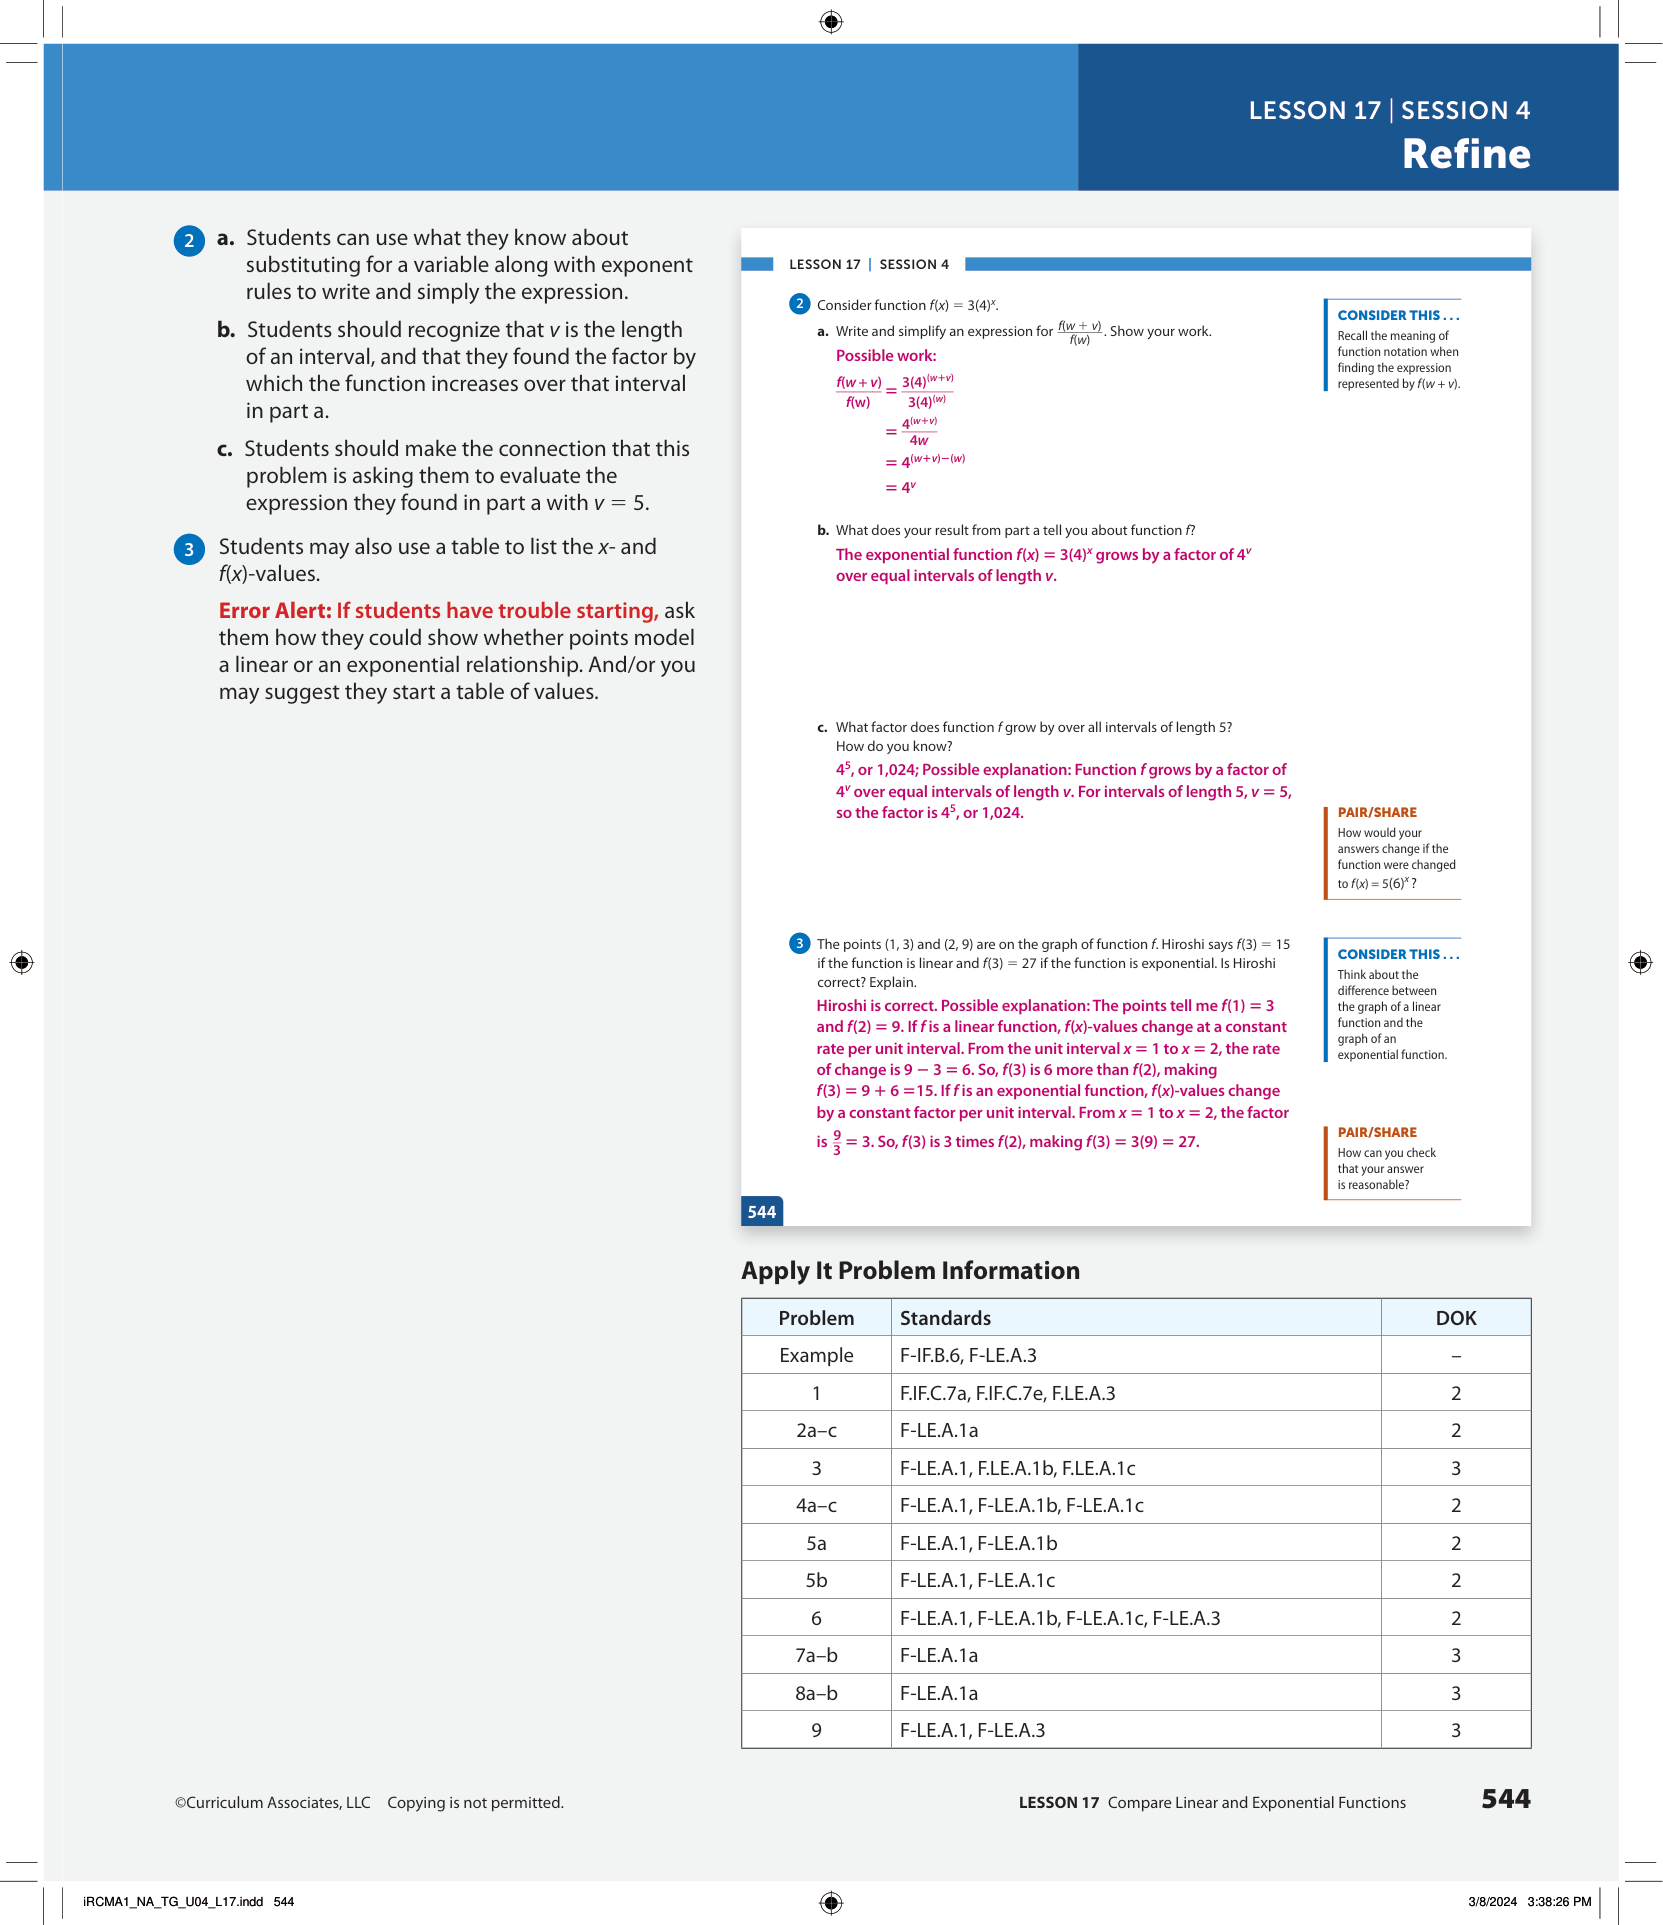 LESSON 17 | SESSION 4
Refine
2 a. Students can use what they know about
substituting for a variable along with exponent
rules to write and simply the expression.
b. Students should recognize that v is the length
of an interval, and that they found the factor by
which the function increases over that interval
in part a.
c. Students should make the connection that this
problem is asking them to evaluate the
expression they found in part a with v = 5.
3 Students may also use a table to list the x- and
f(x)-values.
Error Alert: If students have trouble starting, ask
them how they could show whether points model
a linear or an exponential relationship. And/or you
may suggest they start a table of values.
LESSON 17 | SESSION 4
2 Consider function f(x) = 3(4)ˣ.
a. Write and simplify an expression for f(w + v)/f(w). Show your work.
Possible work:
f(w + v)/f(w) = 3(4)^(w+v)/3(4)^(w)
= 4^(w+v)/4w
= 4^(w+v)−(w)
= 4ᵛ
b. What does your result from part a tell you about function f?
The exponential function f(x) = 3(4)ˣ grows by a factor of 4ᵛ
over equal intervals of length v.
c. What factor does function f grow by over all intervals of length 5?
How do you know?
4⁵, or 1,024; Possible explanation: Function f grows by a factor of
4ᵛ over equal intervals of length v. For intervals of length 5, v = 5,
so the factor is 4⁵, or 1,024.
3 The points (1, 3) and (2, 9) are on the graph of function f. Hiroshi says f(3) = 15
if the function is linear and f(3) = 27 if the function is exponential. Is Hiroshi
correct? Explain.
Hiroshi is correct. Possible explanation: The points tell me f(1) = 3
and f(2) = 9. If f is a linear function, f(x)-values change at a constant
rate per unit interval. From the unit interval x = 1 to x = 2, the rate
of change is 9 − 3 = 6. So, f(3) is 6 more than f(2), making
f(3) = 9 + 6 =15. If f is an exponential function, f(x)-values change
by a constant factor per unit interval. From x = 1 to x = 2, the factor
is 9/3 = 3. So, f(3) is 3 times f(2), making f(3) = 3(9) = 27.
CONSIDER THIS . . .
Recall the meaning of
function notation when
finding the expression
represented by f(w + v).
PAIR/SHARE
How would your
answers change if the
function were changed
to f(x) = 5(6)ˣ ?
CONSIDER THIS . . .
Think about the
difference between
the graph of a linear
function and the
graph of an
exponential function.
PAIR/SHARE
How can you check
that your answer
is reasonable?
544
Apply It Problem Information
Problem Standards DOK
Example F-IF.B.6, F-LE.A.3 –
1 F.IF.C.7a, F.IF.C.7e, F.LE.A.3 2
2a–c F-LE.A.1a 2
3 F-LE.A.1, F.LE.A.1b, F.LE.A.1c 3
4a–c F-LE.A.1, F-LE.A.1b, F-LE.A.1c 2
5a F-LE.A.1, F-LE.A.1b 2
5b F-LE.A.1, F-LE.A.1c 2
6 F-LE.A.1, F-LE.A.1b, F-LE.A.1c, F-LE.A.3 2
7a–b F-LE.A.1a 3
8a–b F-LE.A.1a 3
9 F-LE.A.1, F-LE.A.3 3
©Curriculum Associates, LLC Copying is not permitted.
LESSON 17 Compare Linear and Exponential Functions 544
iRCMA1_NA_TG_U04_L17.indd 544
3/8/2024 3:38:26 PM